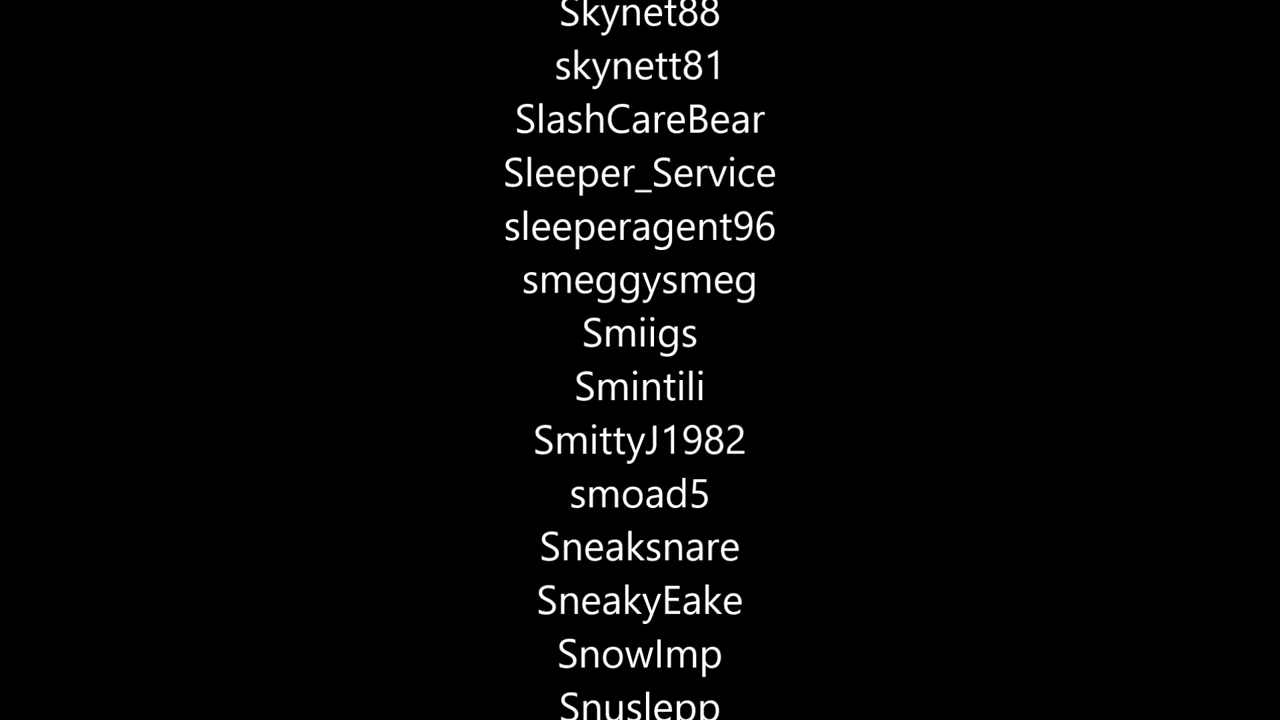 Skynet88
skynett81
SlashCareBear
Sleeper_Service
sleeperagent96
smeggysmeg
Smiigs
Smintili
SmittyJ1982
smoad5
Sneaksnare
SneakyEake
SnowImp
Snuslepp